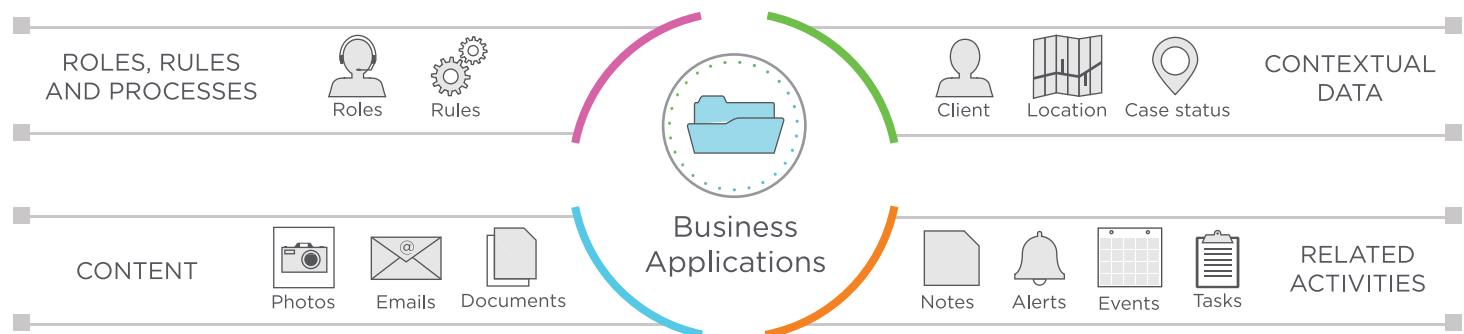 ROLES, RULES
AND PROCESSES
Roles
Rules
Client
Location
Case status
CONTEXTUAL
DATA
Business
Applications
CONTENT
Photos
@
Emails
Documents
Notes
Alerts
Events
Tasks
RELATED
ACTIVITIES